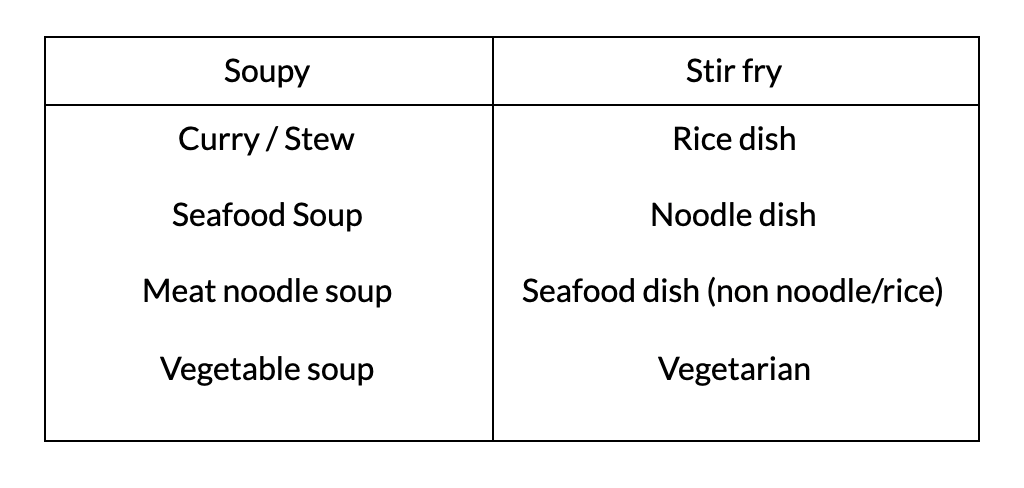 Soupy Stir fry
Curry / Stew Rice dish
Seafood Soup Noodle dish
Meat noodle soup Seafood dish (non noodle/rice)
Vegetable soup Vegetarian